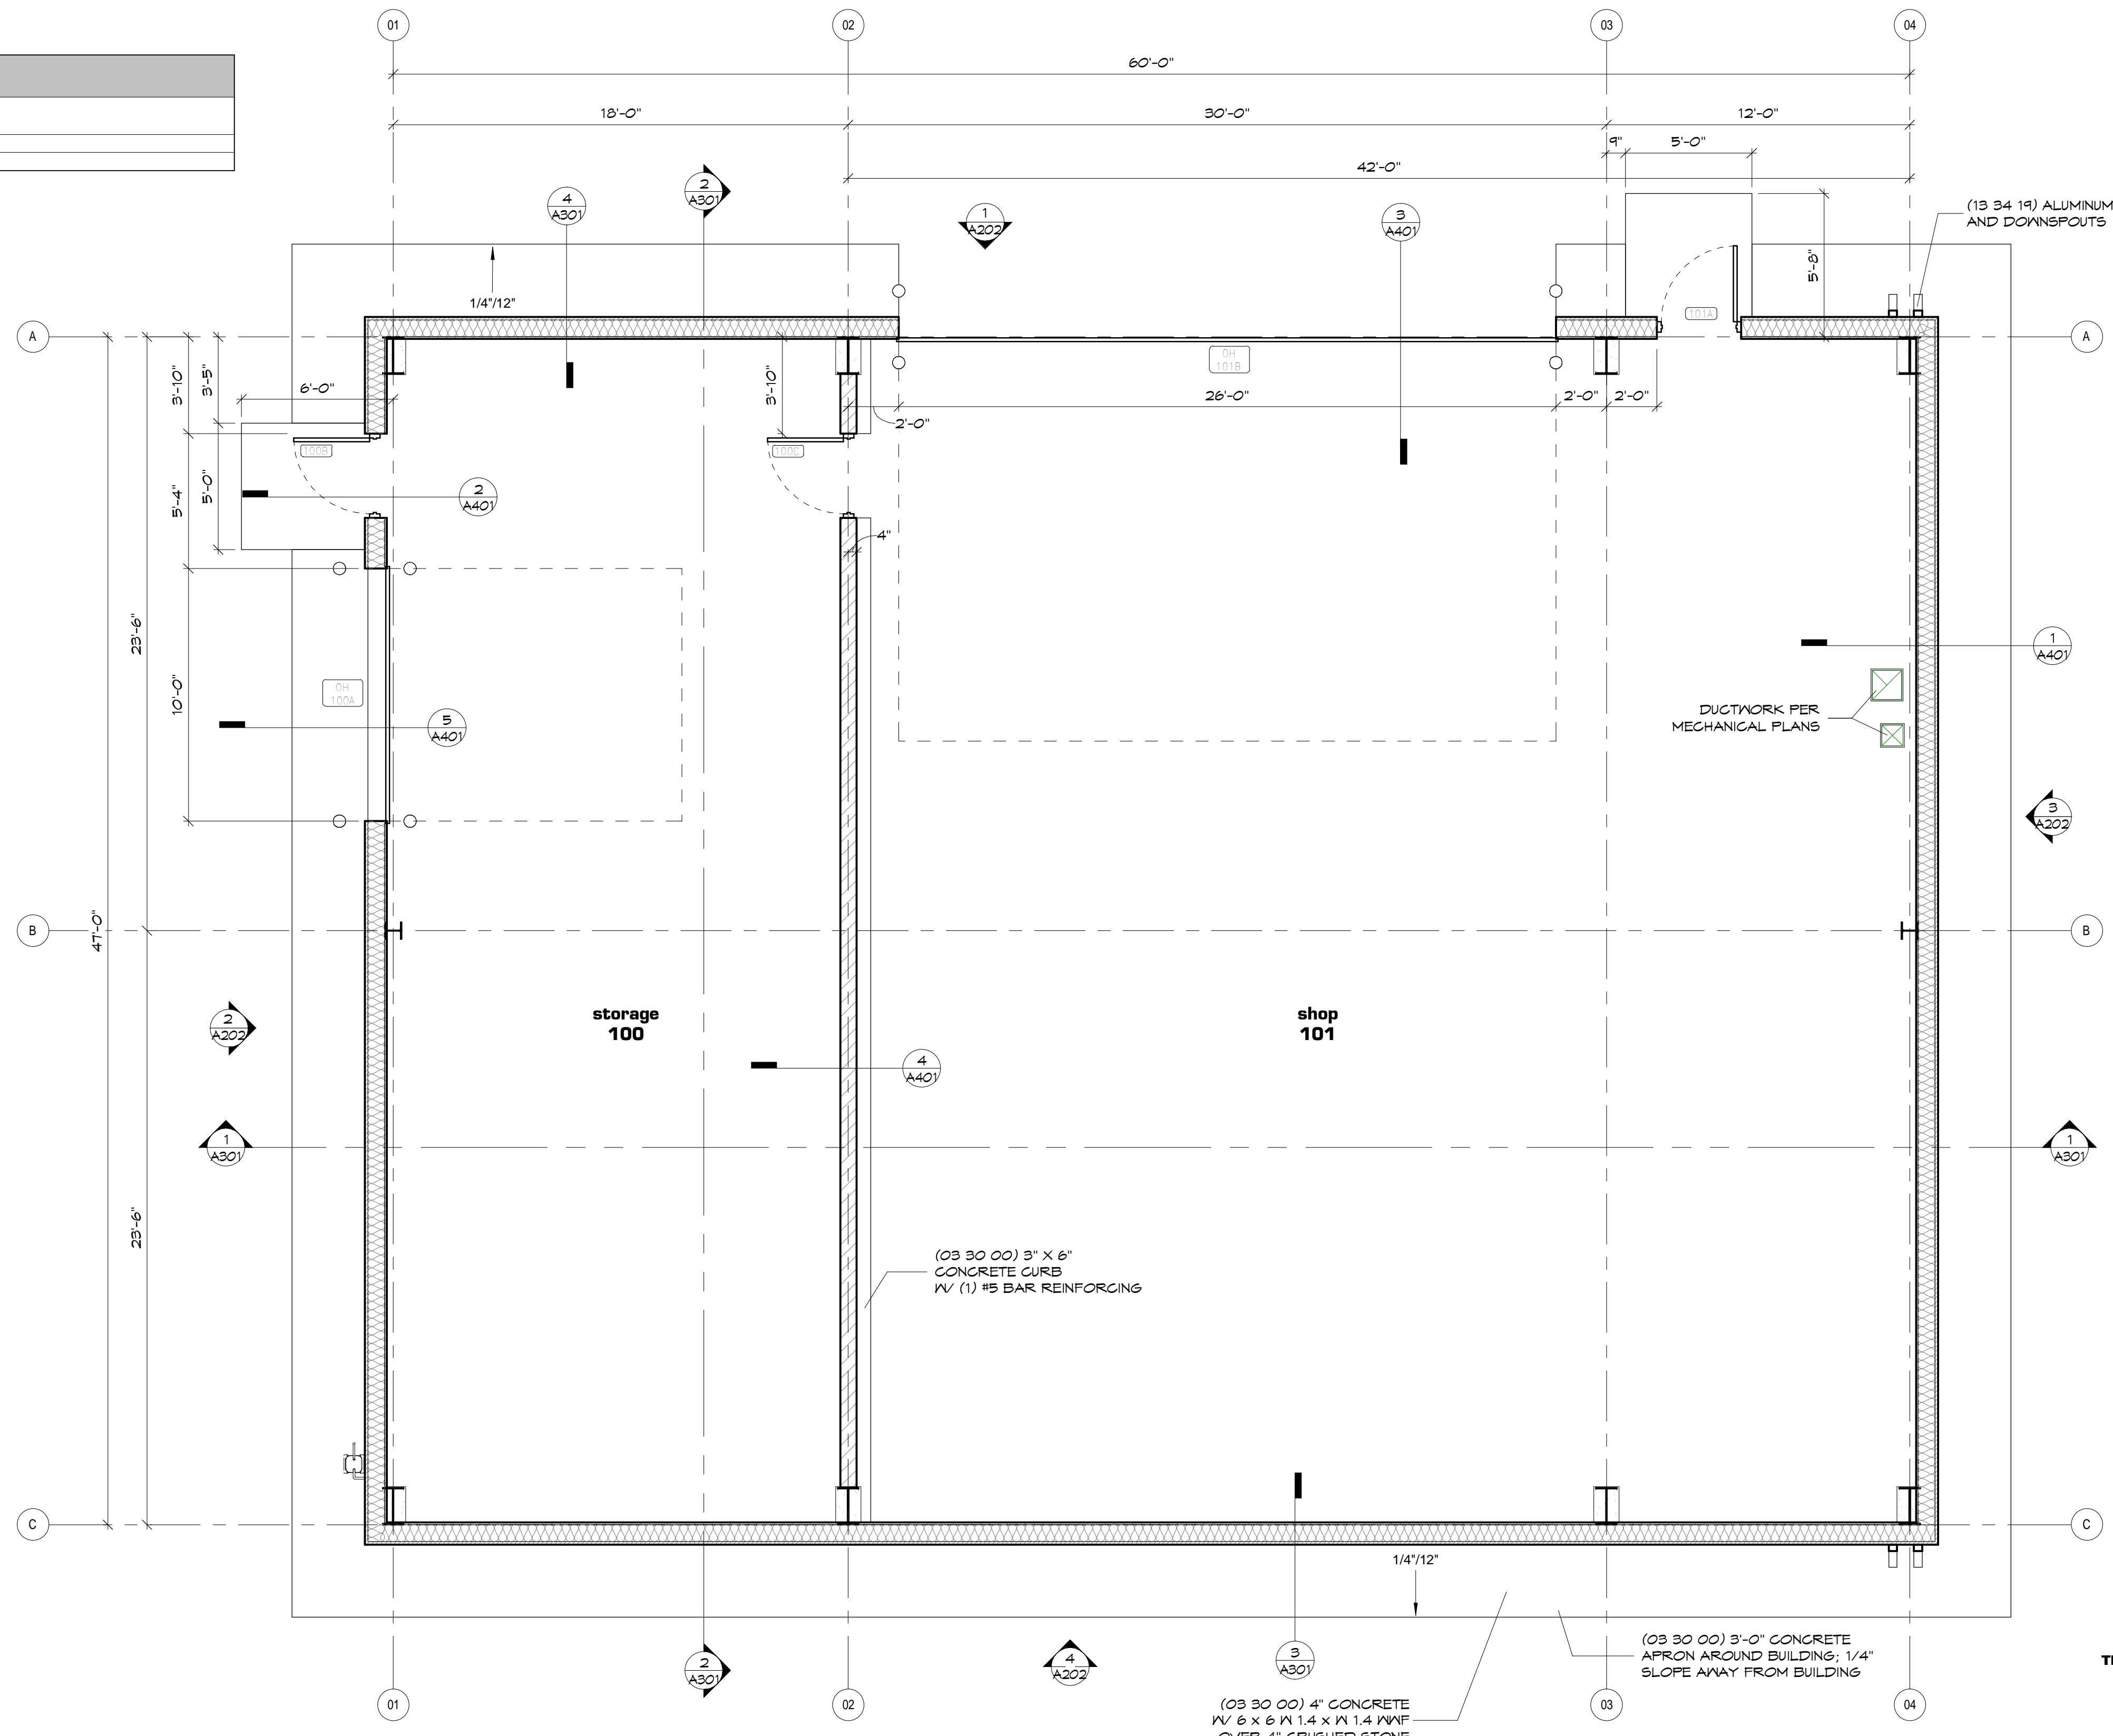 01
02
03
04
60'-0"
18'-0"
30'-0"
12'-0"
9"
5'-0"
42'-0"
2
A301
4
A301
1
A202
3
A401
(13 34 19) ALUMINUM
AND DOWNSPOUTS
5'-8"
1/4"/12"
101A
A
A
OH
101B
3'-10"
3'-5"
6'-0"
3'-10"
26'-0"
2'-0"
2'-0"
2'-0"
100B
100C
5'-4"
5'-0"
2
A401
4"
23'-6"
1
A401
10'-0"
OH
100A
5
A401
DUCTWORK PER
MECHANICAL PLANS
3
A202
47'-0"
B
B
storage
100
shop
101
2
A202
4
A401
1
A301
1
A301
23'-6"
(03 30 00) 3" X 6"
CONCRETE CURB
W/ (1) #5 BAR REINFORCING
C
C
1/4"/12"
(03 30 00) 3'-0" CONCRETE
APRON AROUND BUILDING; 1/4"
SLOPE AWAY FROM BUILDING
2
A301
4
A202
3
A301
(03 30 00) 4" CONCRETE
W/ 6 x 6 W 1.4 x W 1.4 WWF
OVER 4" CRUSHED STONE
01
02
03
04